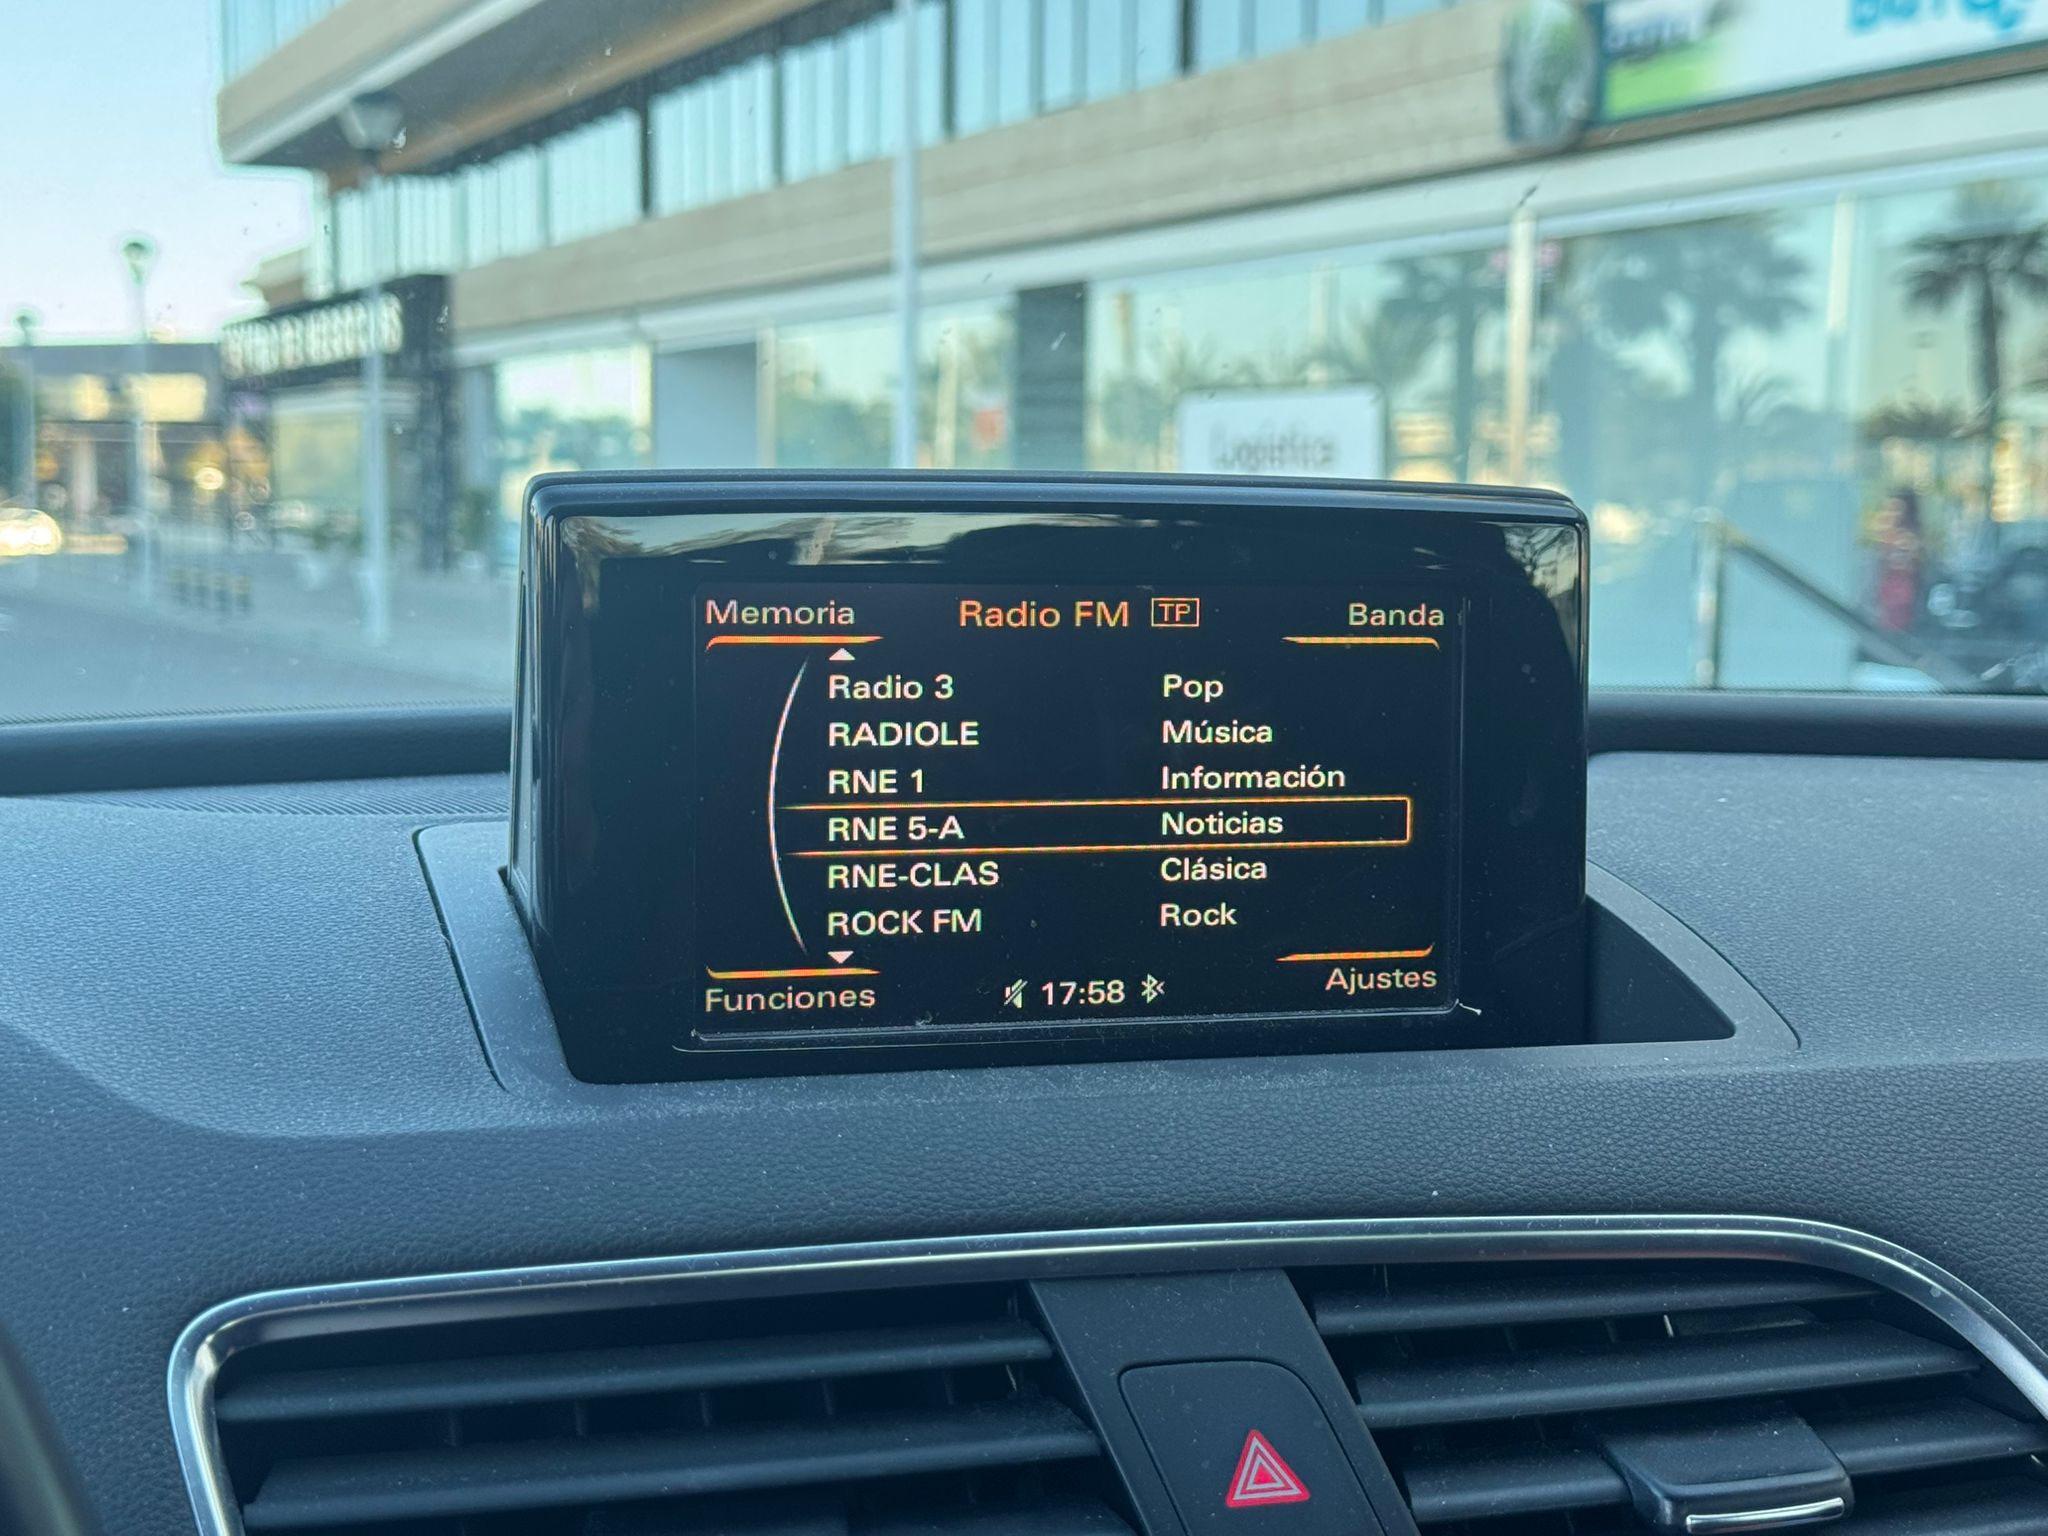 Logística
Memoria Radio FM TP Banda
Radio 3 Pop
RADIOLE Música
RNE 1 Información
RNE 5-A Noticias
RNE-CLAS Clásica
ROCK FM Rock
Funciones 17:58 Ajustes